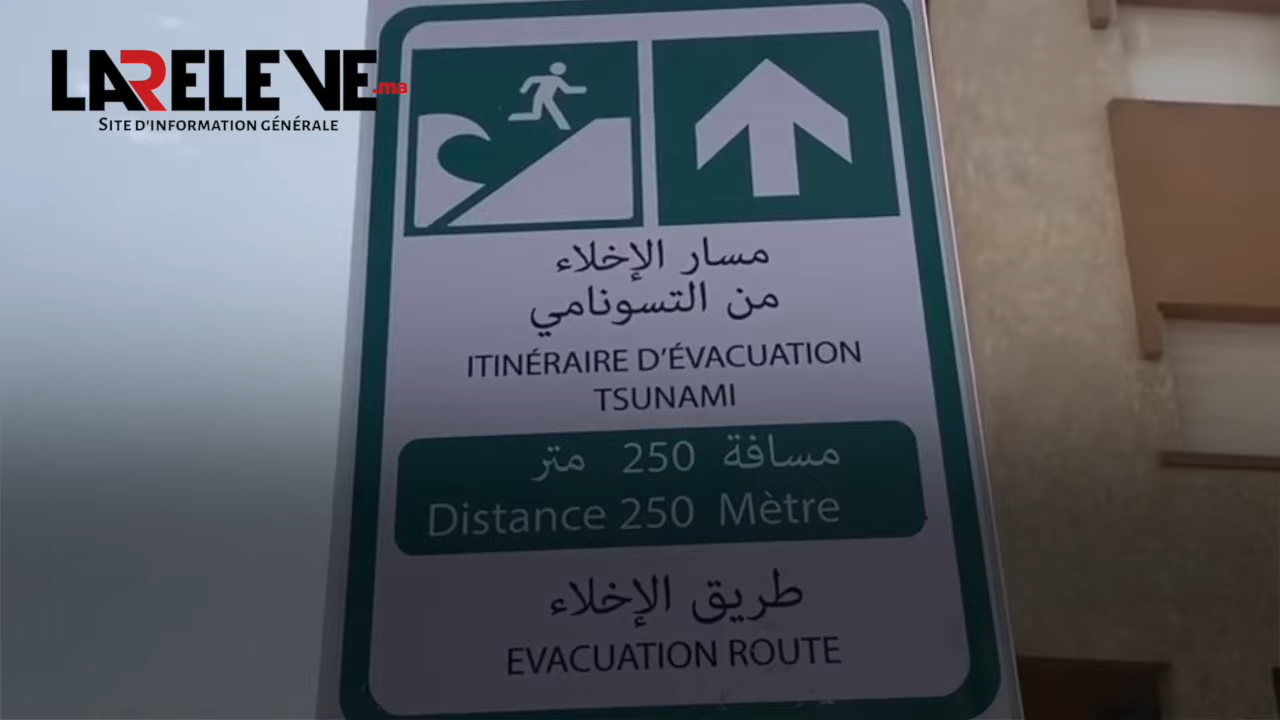 LARELEVE.ma
SITE D'INFORMATION GÉNÉRALE
مسار الإخلاء
من التسونامي
ITINÉRAIRE D'ÉVACUATION
TSUNAMI
مسافة 250 متر
Distance 250 Mètre
طريق الإخلاء
EVACUATION ROUTE